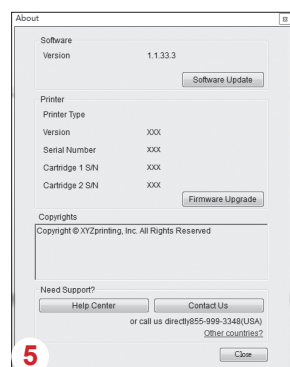 About
Software
Version 1.1.33.3
Software Update
Printer
Printer Type
Version XXX
Serial Number XXX
Cartridge 1 S/N XXX
Cartridge 2 S/N XXX
Firmware Upgrade
Copyrights
Copyright © XYZprinting, Inc. All Rights Reserved
Need Support?
Help Center Contact Us
or call us directly855-999-3348(USA)
Other countries?
5 Close